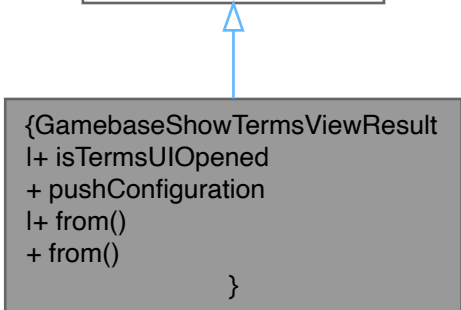 {GamebaseShowTermsViewResult
|+ isTermsUIOpened
+ pushConfiguration
|+ from()
+ from()
}